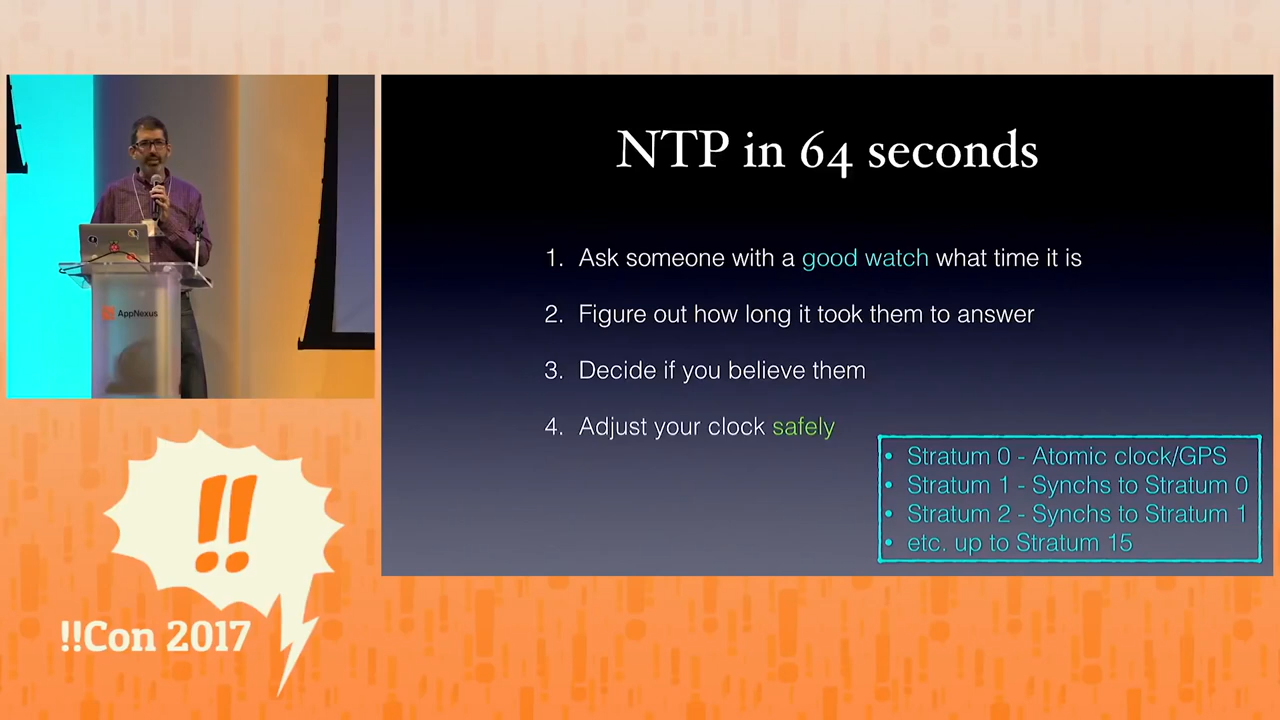 NTP in 64 seconds
1. Ask someone with a good watch what time it is
2. Figure out how long it took them to answer
3. Decide if you believe them
4. Adjust your clock safely
• Stratum 0 - Atomic clock/GPS
• Stratum 1 - Synchs to Stratum 0
• Stratum 2 - Synchs to Stratum 1
• etc. up to Stratum 15
AppNexus
!!
!!Con 2017